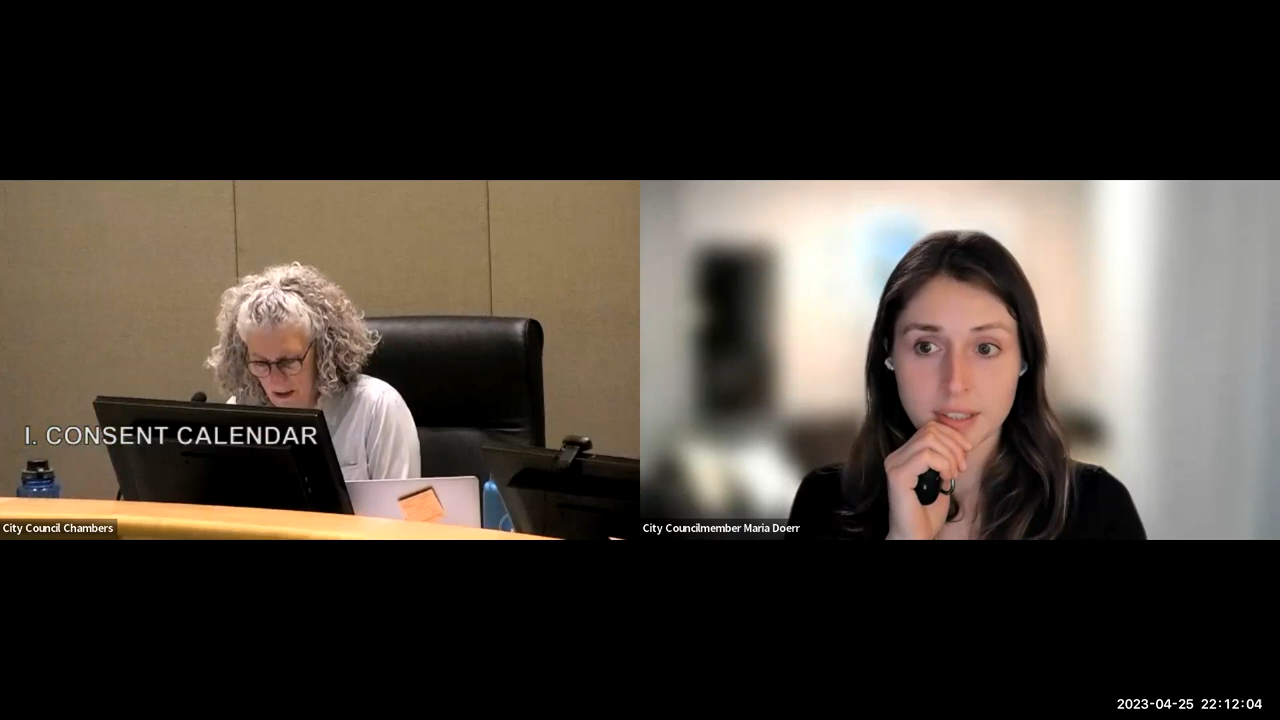 I. CONSENT CALENDAR
City Council Chambers
City Councilmember Maria Doerr
2023-04-25 22:12:04